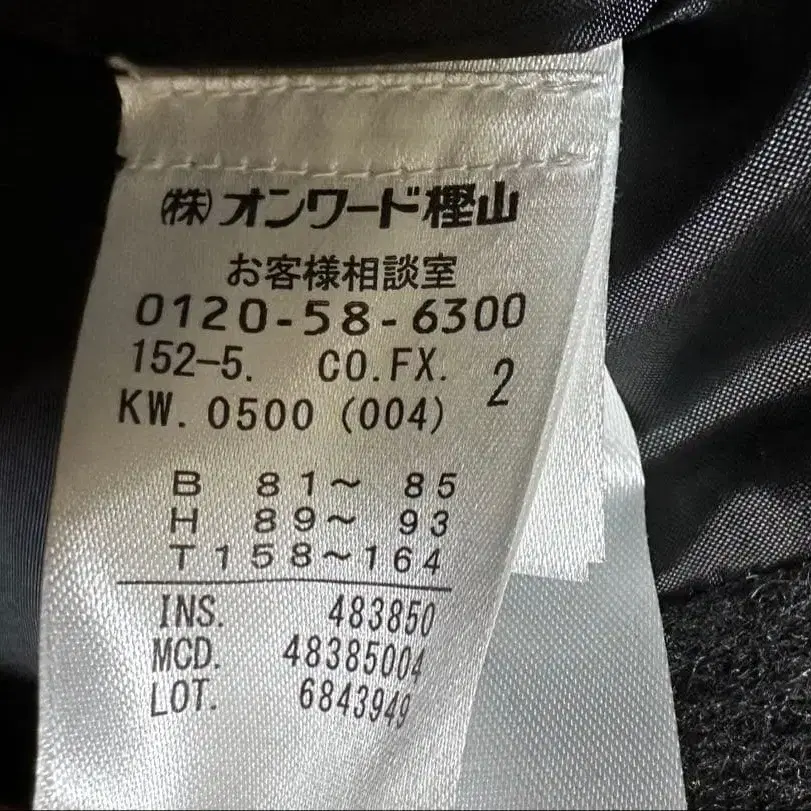 ㈱オンワード樫山
お客様相談室
0120-58-6300
152-5. CO.FX. 2
KW. 0500 (004)
B 81～ 85
H 89～ 93
T 158～164
INS. 483850
MCD. 48385004
LOT. 6843949